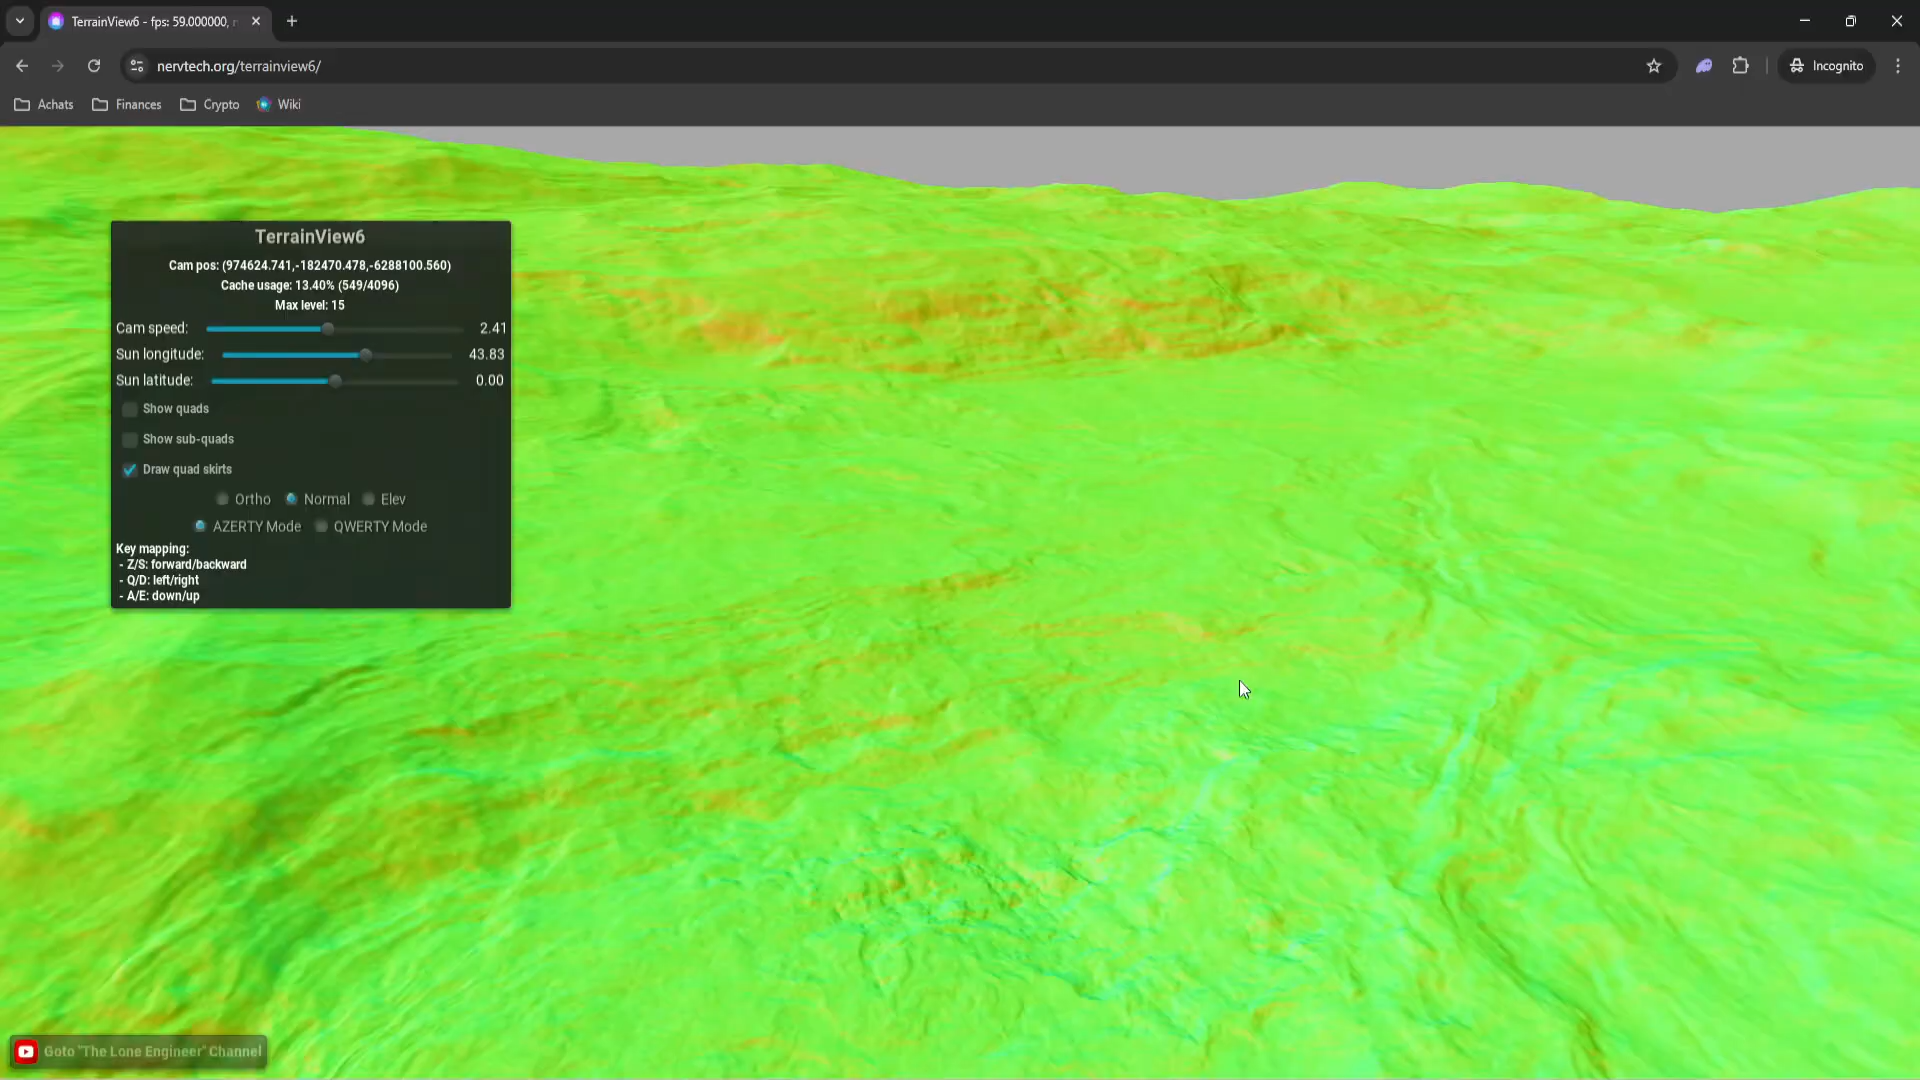 TerrainView6 - fps: 59.000000,
nervtech.org/terrainview6/
Incognito
Achats
Finances
Crypto
Wiki
TerrainView6
Cam pos: (974624.741,-182470.478,-6288100.560)
Cache usage: 13.40% (549/4096)
Max level: 15
Cam speed: 2.41
Sun longitude: 43.83
Sun latitude: 0.00
Show quads
Show sub-quads
Draw quad skirts
Ortho Normal Elev
AZERTY Mode QWERTY Mode
Key mapping:
- Z/S: forward/backward
- Q/D: left/right
- A/E: down/up
Goto "The Lone Engineer" Channel